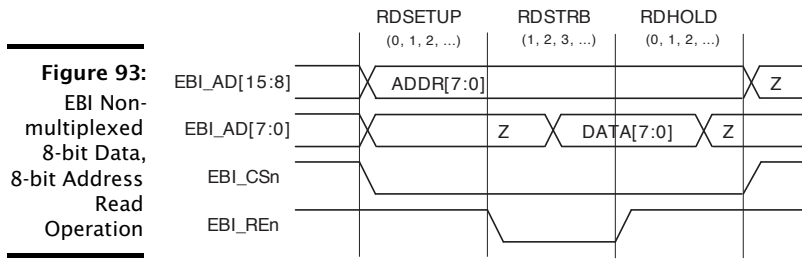 RDSETUP RDSTRB RDHOLD
(0, 1, 2, ...) (1, 2, 3, ...) (0, 1, 2, ...)
Figure 93:
EBI Non-
multiplexed
8-bit Data,
8-bit Address
Read
Operation
EBI_AD[15:8] ADDR[7:0] Z
EBI_AD[7:0] Z DATA[7:0] Z
EBI_CSn
EBI_REn